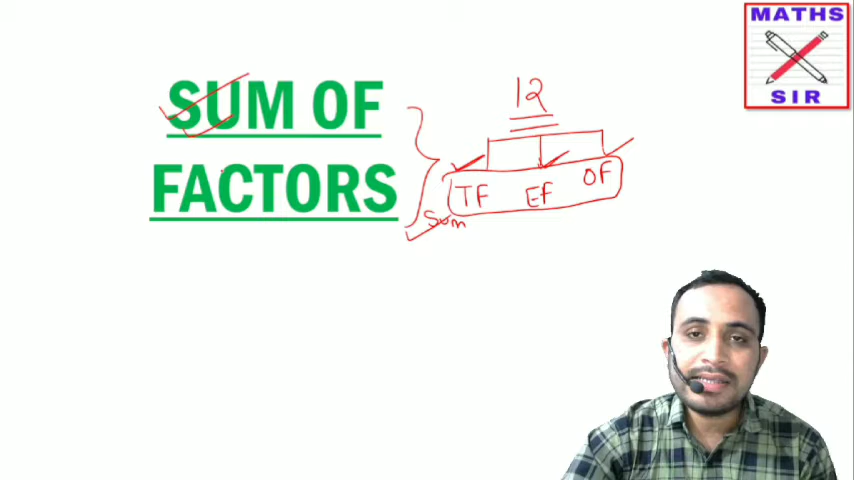 MATHS
SIR
SUM OF
FACTORS
12
TF EF OF
Sum